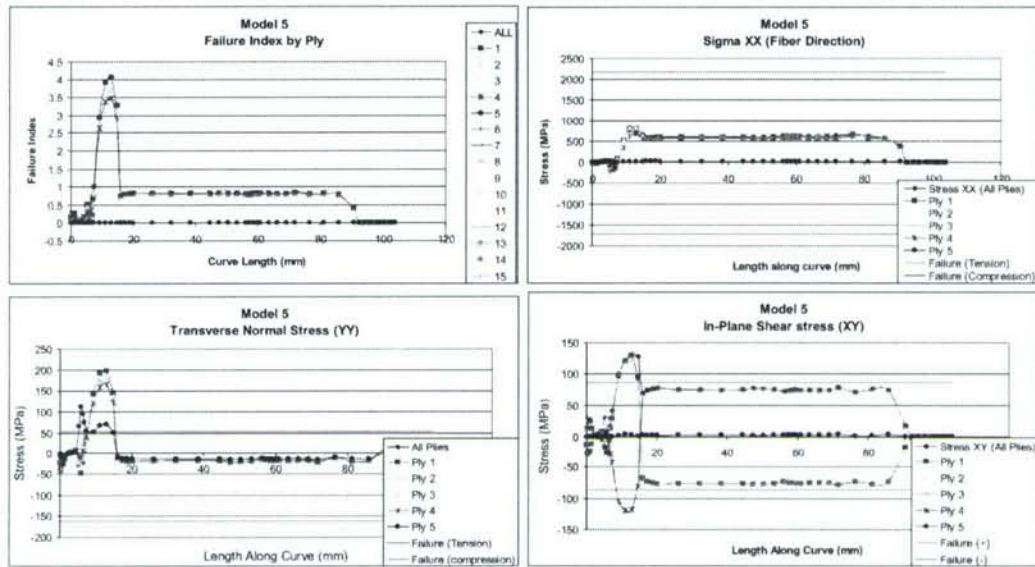 Model 5
Failure Index by Ply
4.5
4
3.5
3
2.5
2
1.5
1
0.5
0
-0.5
Failure Index
0
20
40
60
80
100
120
Curve Length (mm)
ALL
1
2
3
4
5
6
7
8
9
10
11
12
13
14
15
Model 5
Sigma XX (Fiber Direction)
2500
2000
1500
1000
500
0
-500
-1000
-1500
-2000
Stress (MPa)
0
20
40
60
80
100
120
Length along curve (mm)
Stress XX (All Plies)
Ply 1
Ply 2
Ply 3
Ply 4
Ply 5
Failure (Tension)
Failure (Compression)
Model 5
Transverse Normal Stress (YY)
250
200
150
100
50
0
-50
-100
-150
-200
Stress (MPa)
0
20
40
60
80
Length Along Curve (mm)
All Plies
Ply 1
Ply 2
Ply 3
Ply 4
Ply 5
Failure (Tension)
Failure (compression)
Model 5
In-Plane Shear stress (XY)
150
100
50
0
-50
-100
-150
Stress (MPa)
20
40
60
80
Length Along Curve (mm)
Stress XY (All Plies)
Ply 1
Ply 2
Ply 3
Ply 4
Ply 5
Failure (+)
Failure (-)